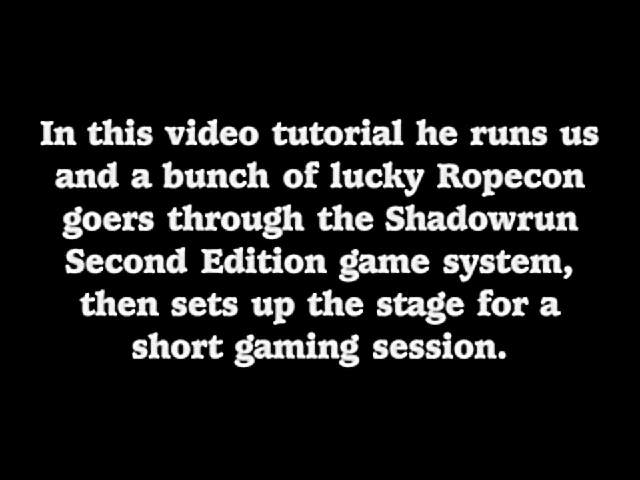 In this video tutorial he runs us
and a bunch of lucky Ropecon
goers through the Shadowrun
Second Edition game system,
then sets up the stage for a
short gaming session.